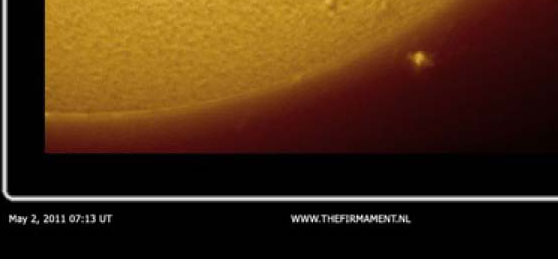 May 2, 2011 07:13 UT
WWW.THEFIRMAMENT.NL